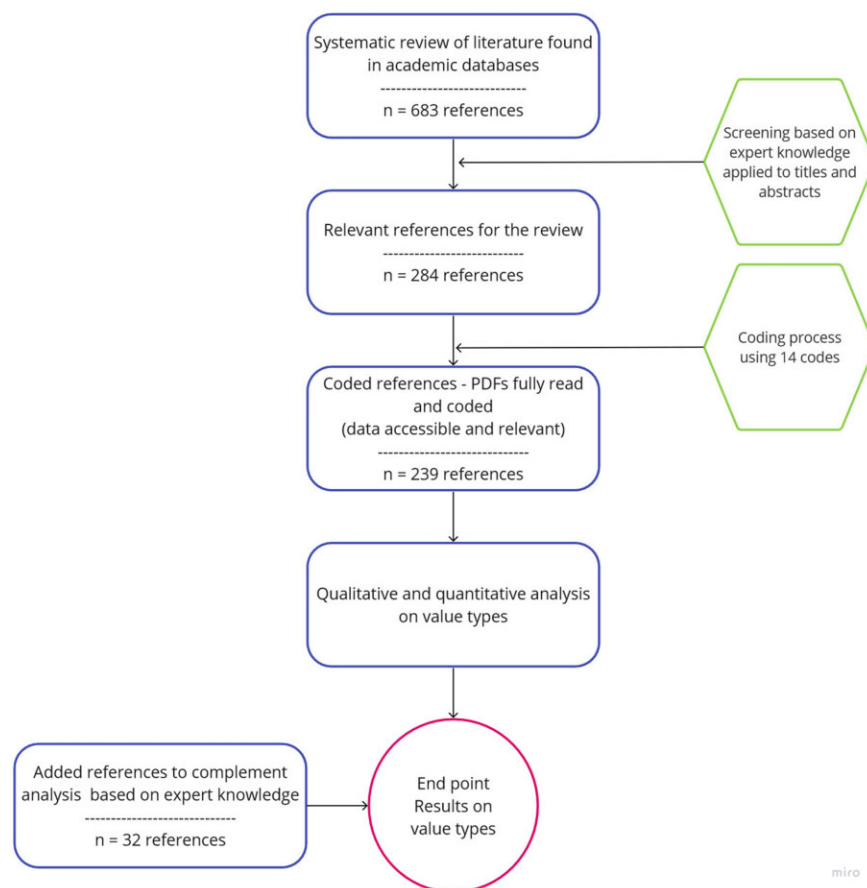 Systematic review of literature found
in academic databases
----------------------------
n = 683 references
Screening based on
expert knowledge
applied to titles and
abstracts
Relevant references for the review
---------------------------
n = 284 references
Coding process
using 14 codes
Coded references - PDFs fully read
and coded
(data accessible and relevant)
-----------------------------
n = 239 references
Qualitative and quantitative analysis
on value types
Added references to complement
analysis based on expert knowledge
-----------------------------
n = 32 references
End point
Results on
value types
miro